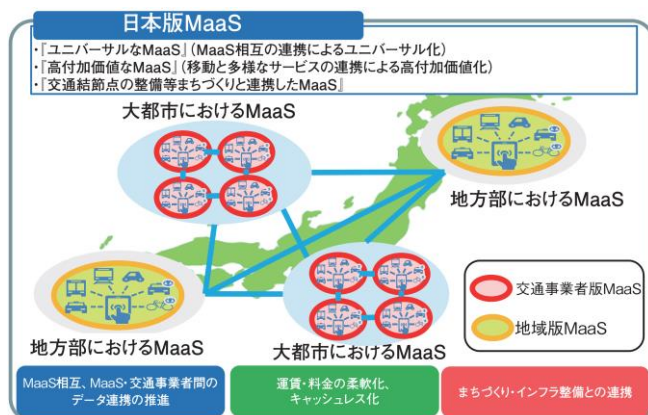 日本版MaaS
・『ユニバーサルなMaaS』(MaaS相互の連携によるユニバーサル化)
・『高付加価値なMaaS』(移動と多様なサービスの連携による高付加価値化)
・『交通結節点の整備等まちづくりと連携したMaaS』
大都市におけるMaaS
地方部におけるMaaS
地方部におけるMaaS
大都市におけるMaaS
交通事業者版MaaS
地域版MaaS
MaaS相互、MaaS・交通事業者間の
データ連携の推進
運賃・料金の柔軟化、
キャッシュレス化
まちづくり・インフラ整備との連携